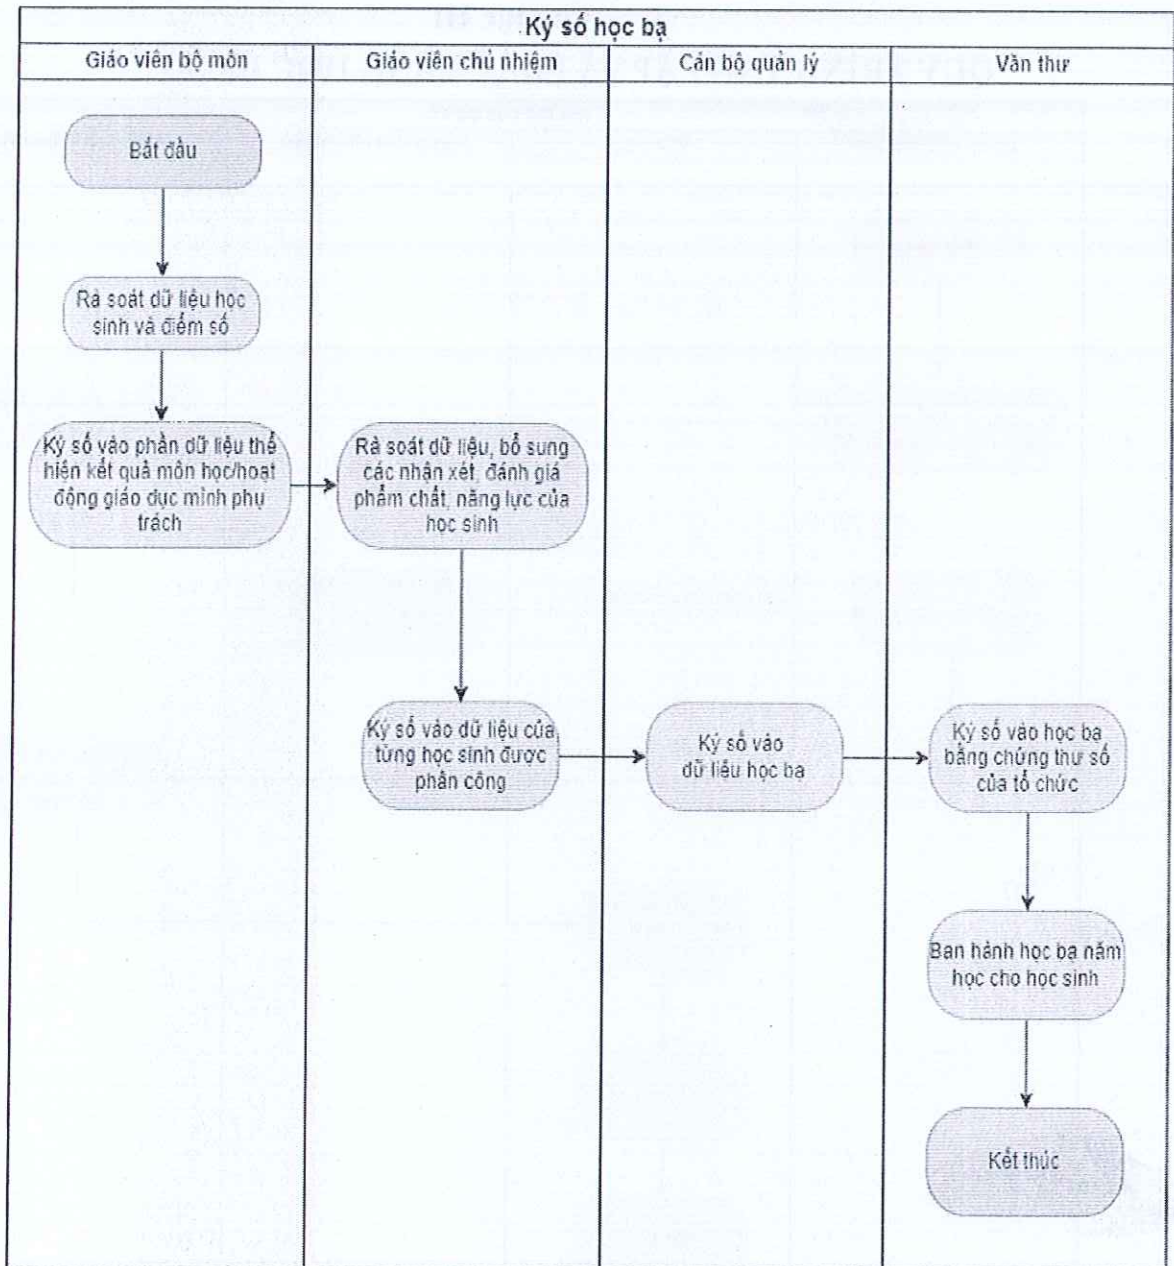 Ký số học bạ
Giáo viên bộ môn
Giáo viên chủ nhiệm
Cán bộ quản lý
Văn thư
Bắt đầu
Rà soát dữ liệu học
sinh và điểm số
Ký số vào phần dữ liệu thể
hiện kết quả môn học/hoạt
động giáo dục mình phụ
trách
Rà soát dữ liệu, bổ sung
các nhận xét, đánh giá
phẩm chất, năng lực của
học sinh
Ký số vào dữ liệu của
từng học sinh được
phân công
Ký số vào
dữ liệu học bạ
Ký số vào học bạ
bằng chứng thư số
của tổ chức
Ban hành học bạ năm
học cho học sinh
Kết thúc